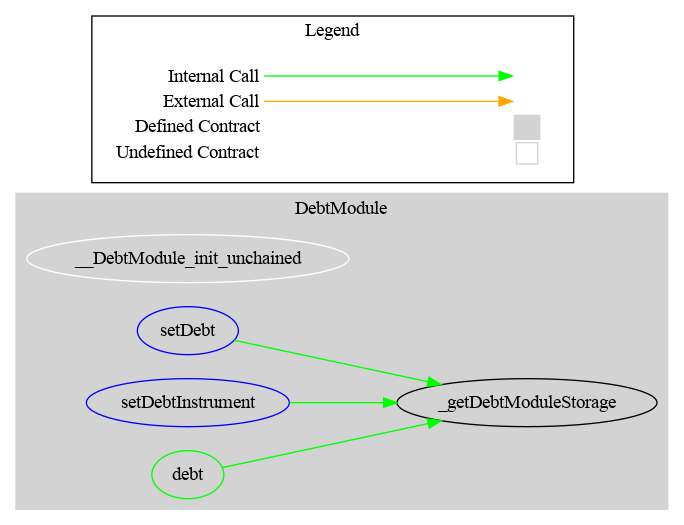 Legend
Internal Call
External Call
Defined Contract
Undefined Contract
DebtModule
__DebtModule_init_unchained
setDebt
setDebtInstrument
_getDebtModuleStorage
debt